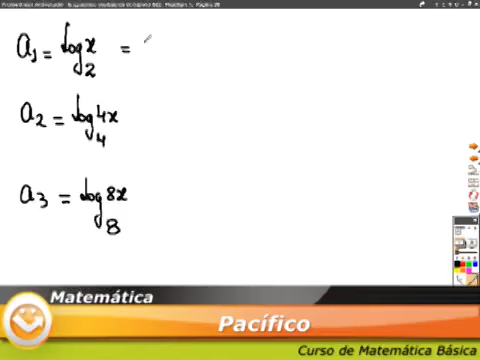 a₁ = log₂ x =
a₂ = log₄ 4x
a₃ = log₈ 8x
Matemática
Pacífico
Curso de Matemática Básica